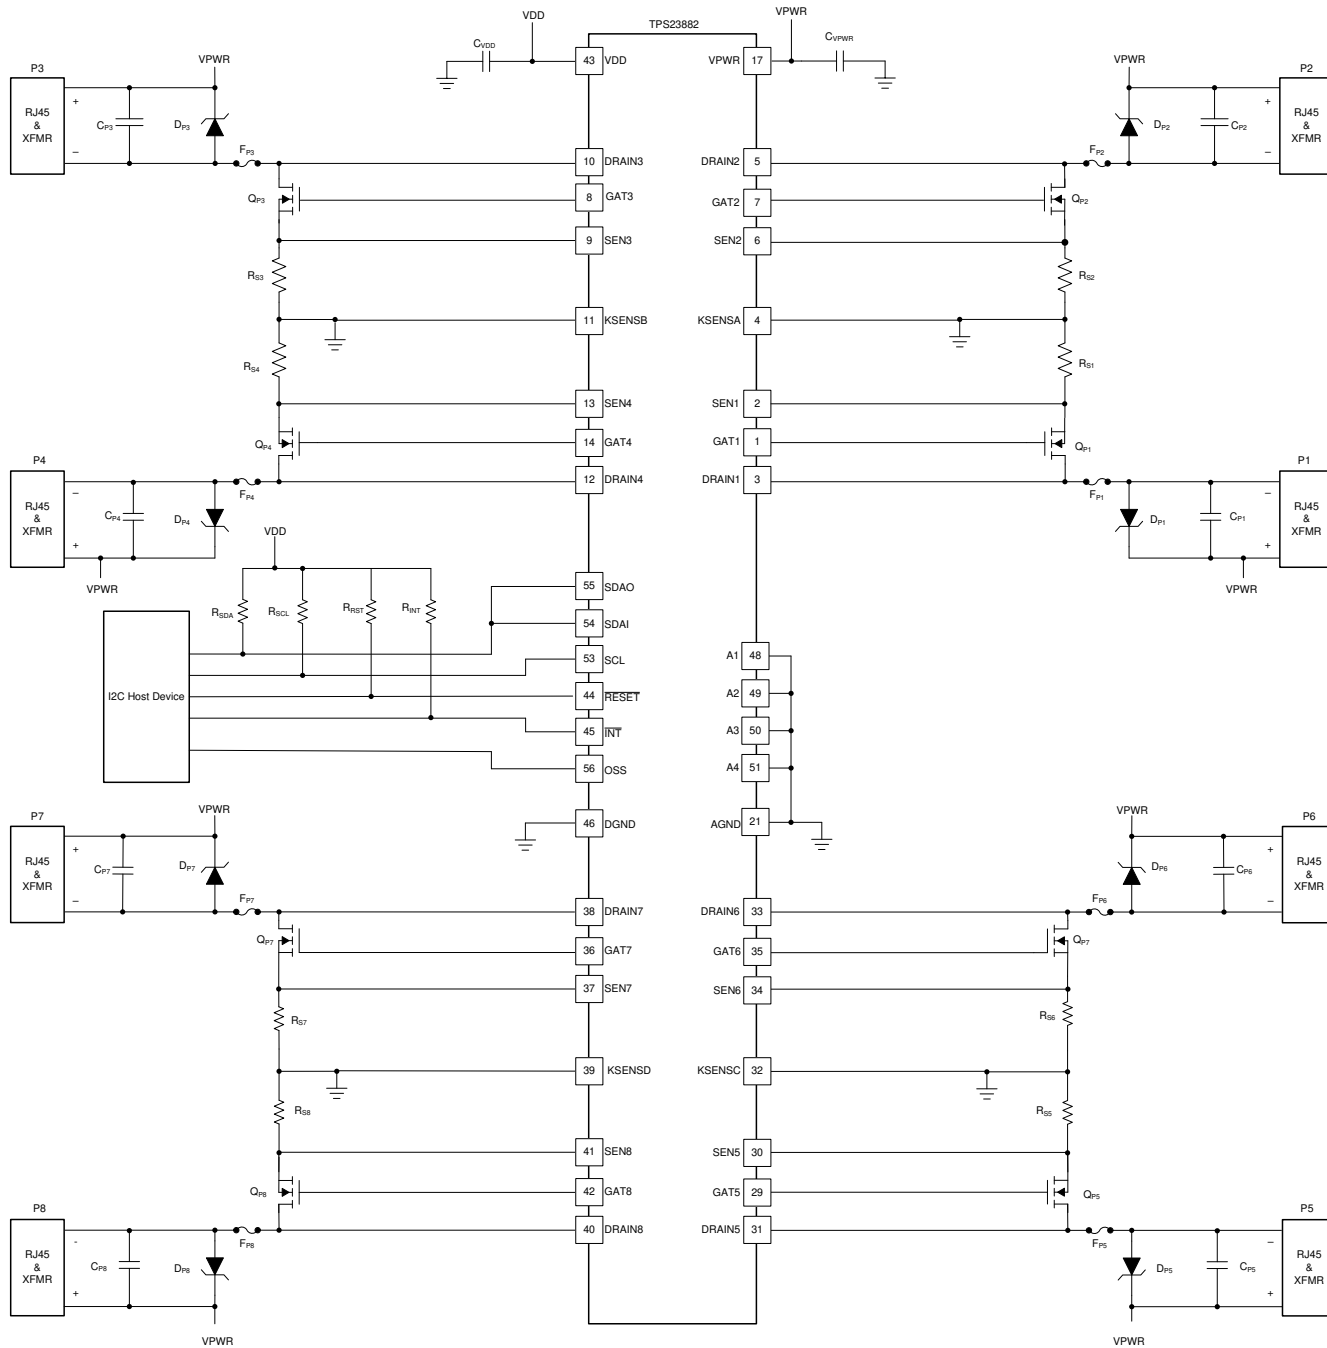 TPS23882
VDD
VPWR
CVDD
CVPWR
43 VDD
VPWR 17
P3
VPWR
RJ45
&
XFMR
+
−
CP3
DP3
FP3
10 DRAIN3
QP3
8 GAT3
9 SEN3
RS3
11 KSENSB
RS4
13 SEN4
QP4
14 GAT4
12 DRAIN4
FP4
P4
RJ45
&
XFMR
−
+
CP4
DP4
VPWR
P2
VPWR
RJ45
&
XFMR
+
−
CP2
DP2
FP2
DRAIN2 5
GAT2 7
QP2
SEN2 6
RS2
KSENSA 4
RS1
SEN1 2
GAT1 1
QP1
DRAIN1 3
FP1
P1
RJ45
&
XFMR
−
+
CP1
DP1
VPWR
VDD
RSDA
RSCL
RRST
RINT
I2C Host Device
55 SDAO
54 SDAI
53 SCL
44 RESET
45 INT
56 OSS
46 DGND
A1 48
A2 49
A3 50
A4 51
AGND 21
P7
VPWR
RJ45
&
XFMR
+
−
CP7
DP7
FP7
38 DRAIN7
QP7
36 GAT7
37 SEN7
RS7
39 KSENSD
RS8
41 SEN8
QP8
42 GAT8
40 DRAIN8
FP8
P8
RJ45
&
XFMR
-
+
CP8
DP8
VPWR
P6
VPWR
RJ45
&
XFMR
+
−
CP6
DP6
FP6
DRAIN6 33
QP7
GAT6 35
SEN6 34
RS6
KSENSC 32
RS5
SEN5 30
GAT5 29
QP5
DRAIN5 31
FP5
P5
RJ45
&
XFMR
−
+
CP5
DP5
VPWR